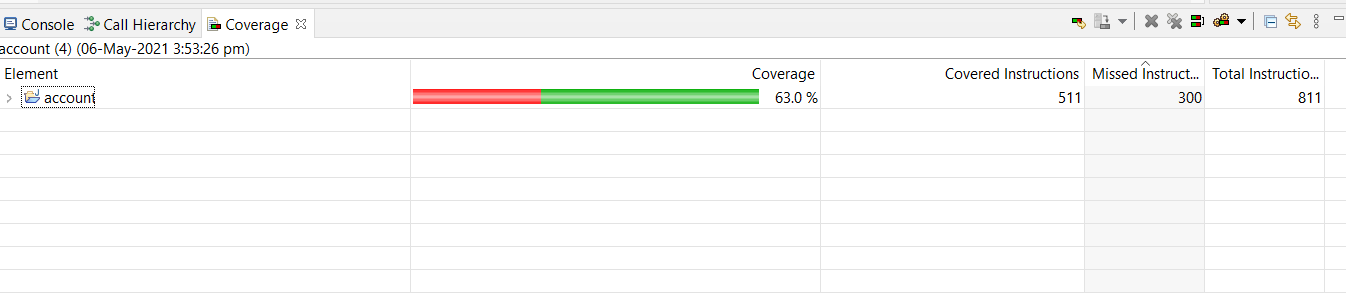 Console Call Hierarchy Coverage
account (4) (06-May-2021 3:53:26 pm)
Element Coverage Covered Instructions Missed Instruct... Total Instructio...
account 63.0 % 511 300 811